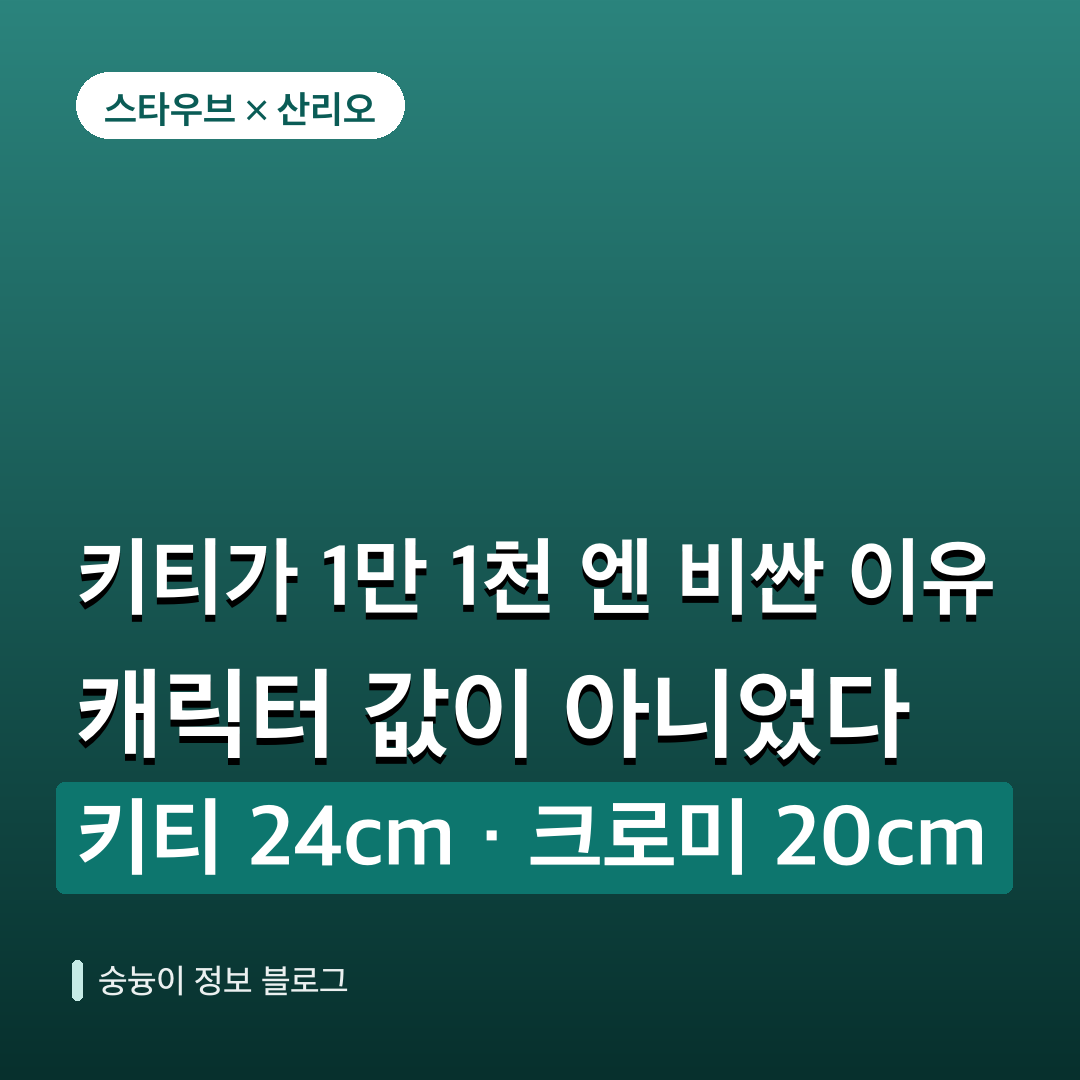 스타우브 × 산리오
키티가 1만 1천 엔 비싼 이유
캐릭터 값이 아니었다
키티 24cm · 크로미 20cm
숭늉이 정보 블로그